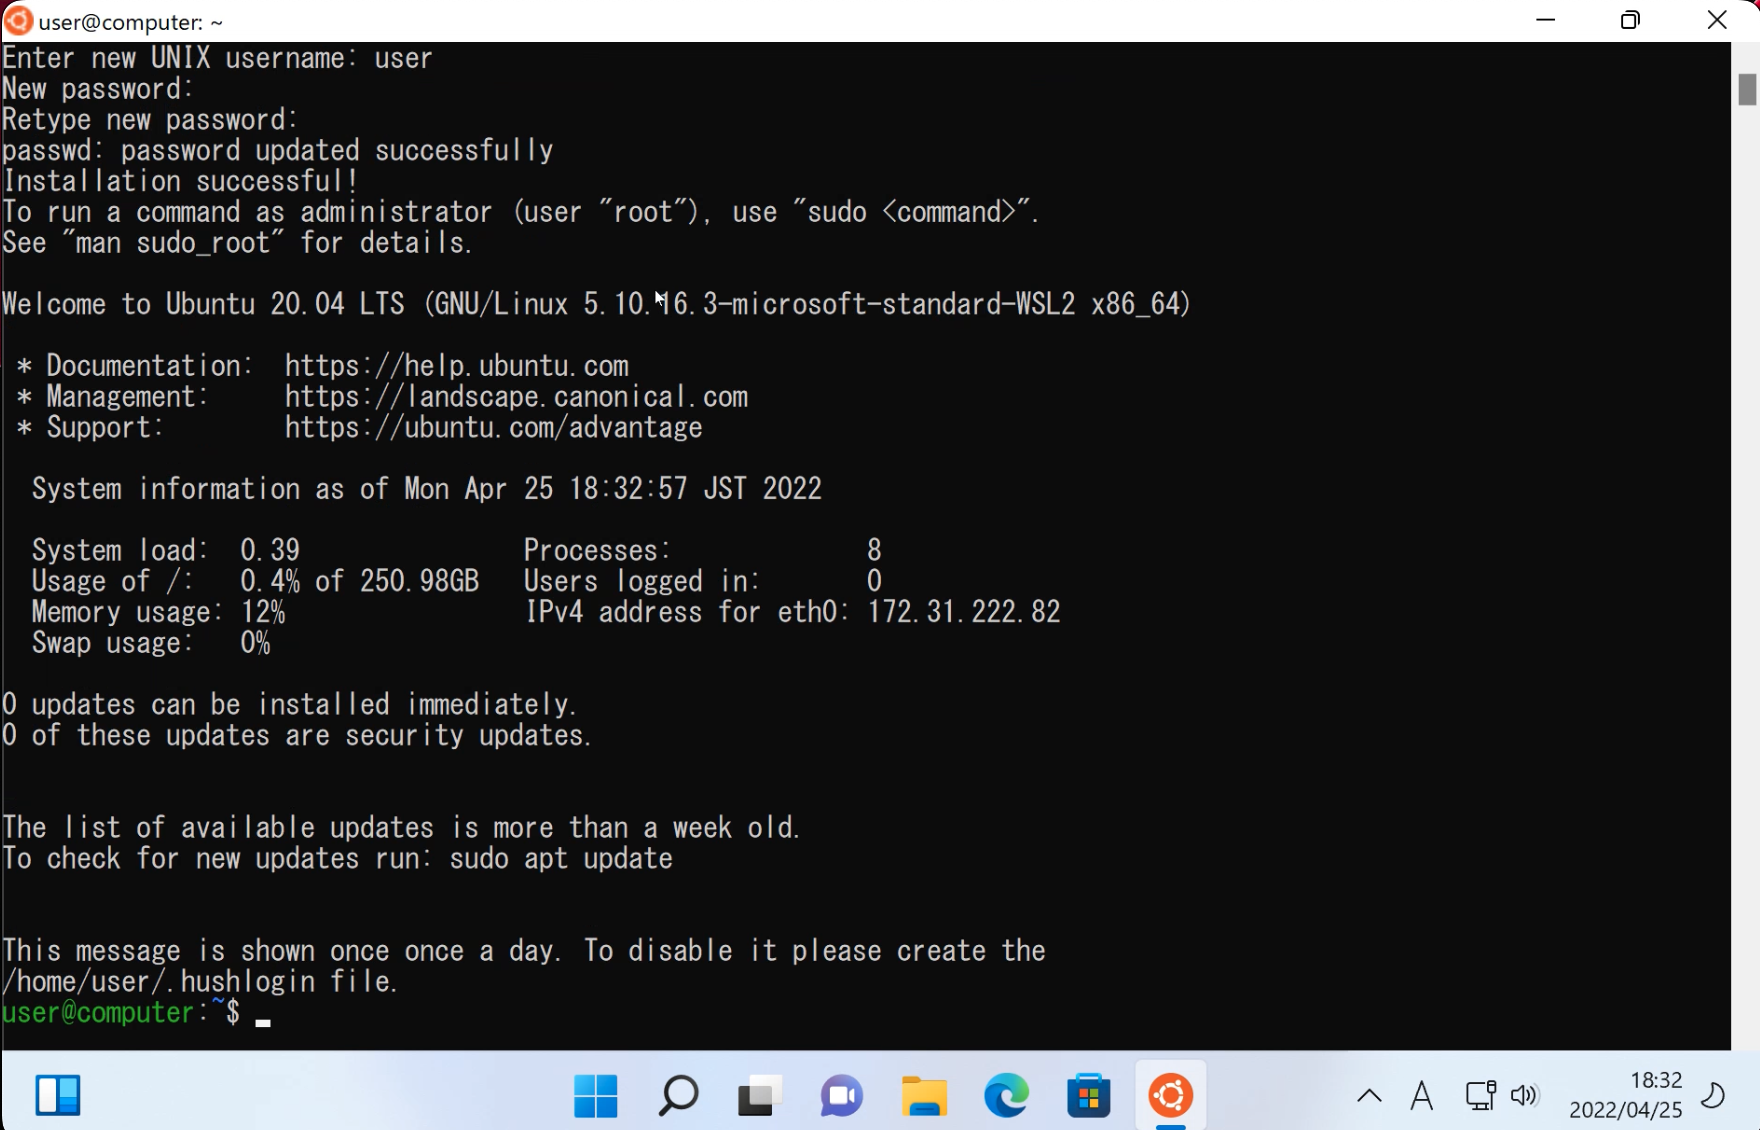 user@computer: ~
Enter new UNIX username: user
New password:
Retype new password:
passwd: password updated successfully
Installation successful!
To run a command as administrator (user "root"), use "sudo <command>".
See "man sudo_root" for details.
Welcome to Ubuntu 20.04 LTS (GNU/Linux 5.10.16.3-microsoft-standard-WSL2 x86_64)
* Documentation: https://help.ubuntu.com
* Management: https://landscape.canonical.com
* Support: https://ubuntu.com/advantage
System information as of Mon Apr 25 18:32:57 JST 2022
System load: 0.39 Processes: 8
Usage of /: 0.4% of 250.98GB Users logged in: 0
Memory usage: 12% IPv4 address for eth0: 172.31.222.82
Swap usage: 0%
0 updates can be installed immediately.
0 of these updates are security updates.
The list of available updates is more than a week old.
To check for new updates run: sudo apt update
This message is shown once once a day. To disable it please create the
/home/user/.hushlogin file.
user@computer:~$ _
A
18:32
2022/04/25